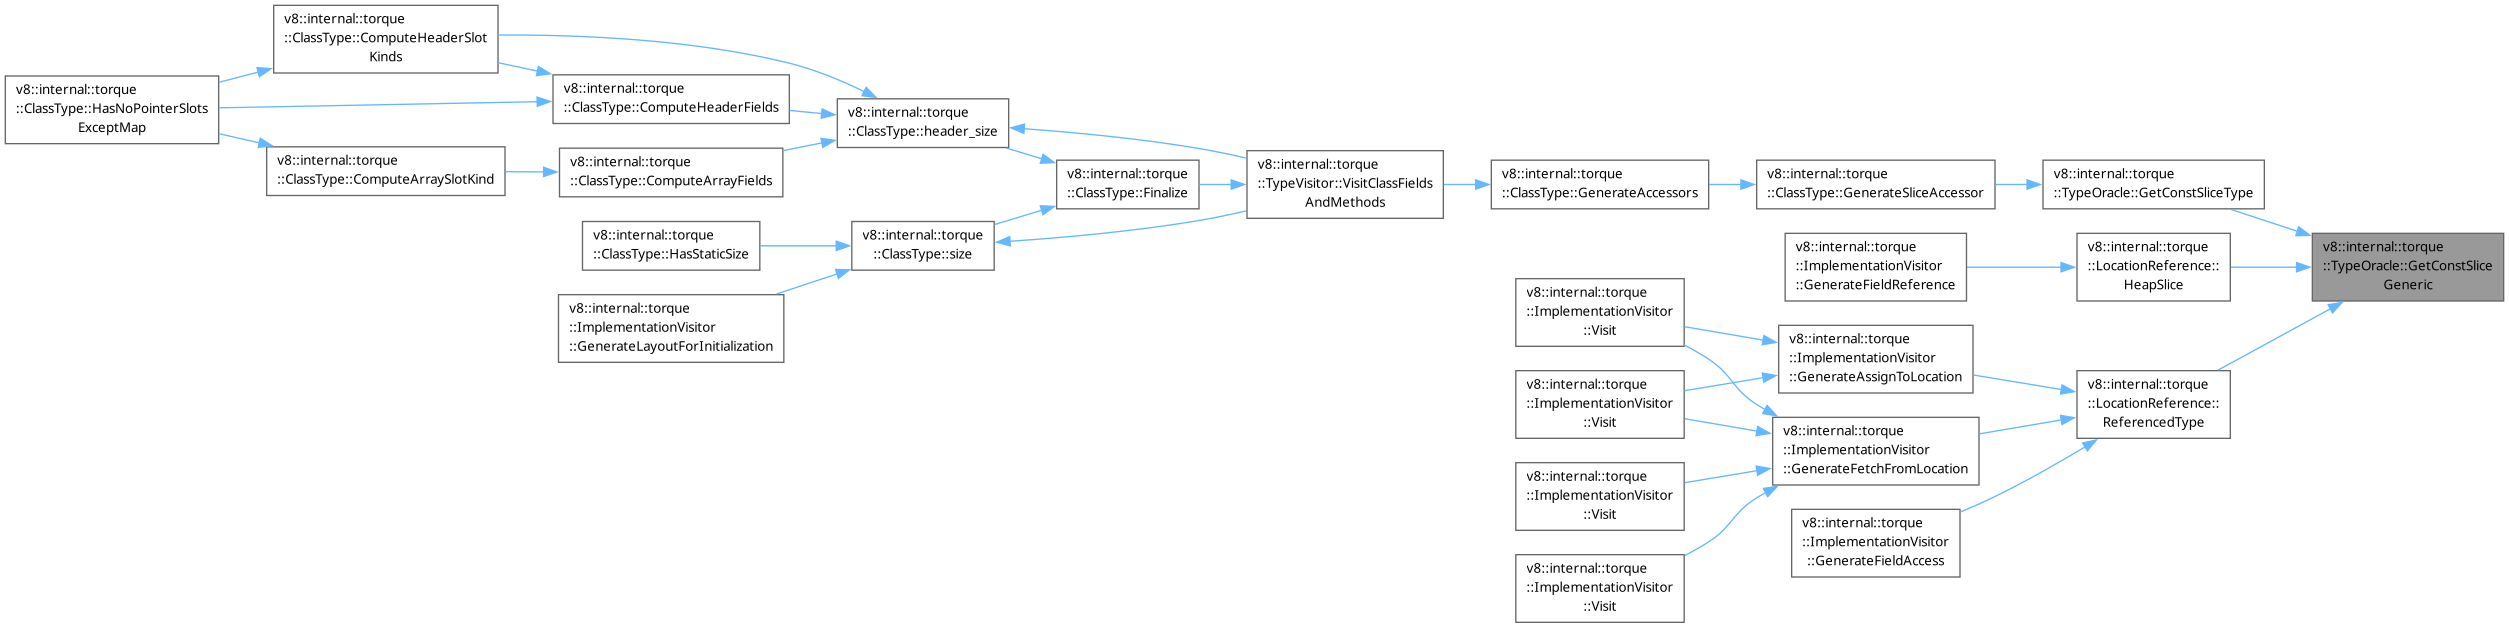 v8::internal::torque
::ClassType::ComputeHeaderSlot
Kinds
v8::internal::torque
::ClassType::HasNoPointerSlots
ExceptMap
v8::internal::torque
::ClassType::ComputeHeaderFields
v8::internal::torque
::ClassType::ComputeArraySlotKind
v8::internal::torque
::ClassType::ComputeArrayFields
v8::internal::torque
::ClassType::header_size
v8::internal::torque
::ClassType::Finalize
v8::internal::torque
::ClassType::HasStaticSize
v8::internal::torque
::ClassType::size
v8::internal::torque
::ImplementationVisitor
::GenerateLayoutForInitialization
v8::internal::torque
::TypeVisitor::VisitClassFields
AndMethods
v8::internal::torque
::ClassType::GenerateAccessors
v8::internal::torque
::ClassType::GenerateSliceAccessor
v8::internal::torque
::TypeOracle::GetConstSliceType
v8::internal::torque
::ImplementationVisitor
::GenerateFieldReference
v8::internal::torque
::LocationReference::
HeapSlice
v8::internal::torque
::TypeOracle::GetConstSlice
Generic
v8::internal::torque
::ImplementationVisitor
::Visit
v8::internal::torque
::ImplementationVisitor
::GenerateAssignToLocation
v8::internal::torque
::ImplementationVisitor
::Visit
v8::internal::torque
::LocationReference::
ReferencedType
v8::internal::torque
::ImplementationVisitor
::GenerateFetchFromLocation
v8::internal::torque
::ImplementationVisitor
::Visit
v8::internal::torque
::ImplementationVisitor
::GenerateFieldAccess
v8::internal::torque
::ImplementationVisitor
::Visit